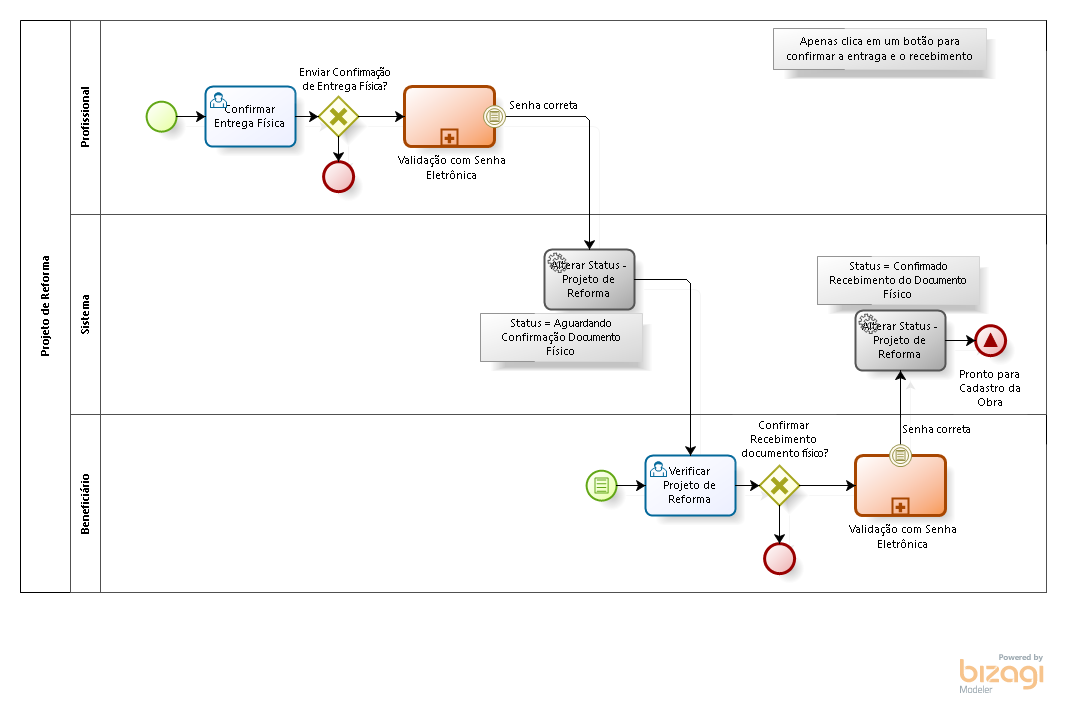 Projeto de Reforma
Profissional
Apenas clica em um botão para
confirmar a entraga e o recebimento
Enviar Confimação
de Entrega Física?
Confirmar
Entrega Física
Senha correta
Validação com Senha
Eletrônica
Sistema
Alterar Status -
Projeto de
Reforma
Status = Aguardando
Confirmação Documento
Físico
Status = Confirmado
Recebimento do Documento
Físico
Alterar Status -
Projeto de
Reforma
Pronto para
Cadastro da
Obra
Beneficiário
Verificar
Projeto de
Reforma
Confirmar
Recebimento
documento físico?
Senha correta
Validação com Senha
Eletrônica
Powered by
bizagi
Modeler